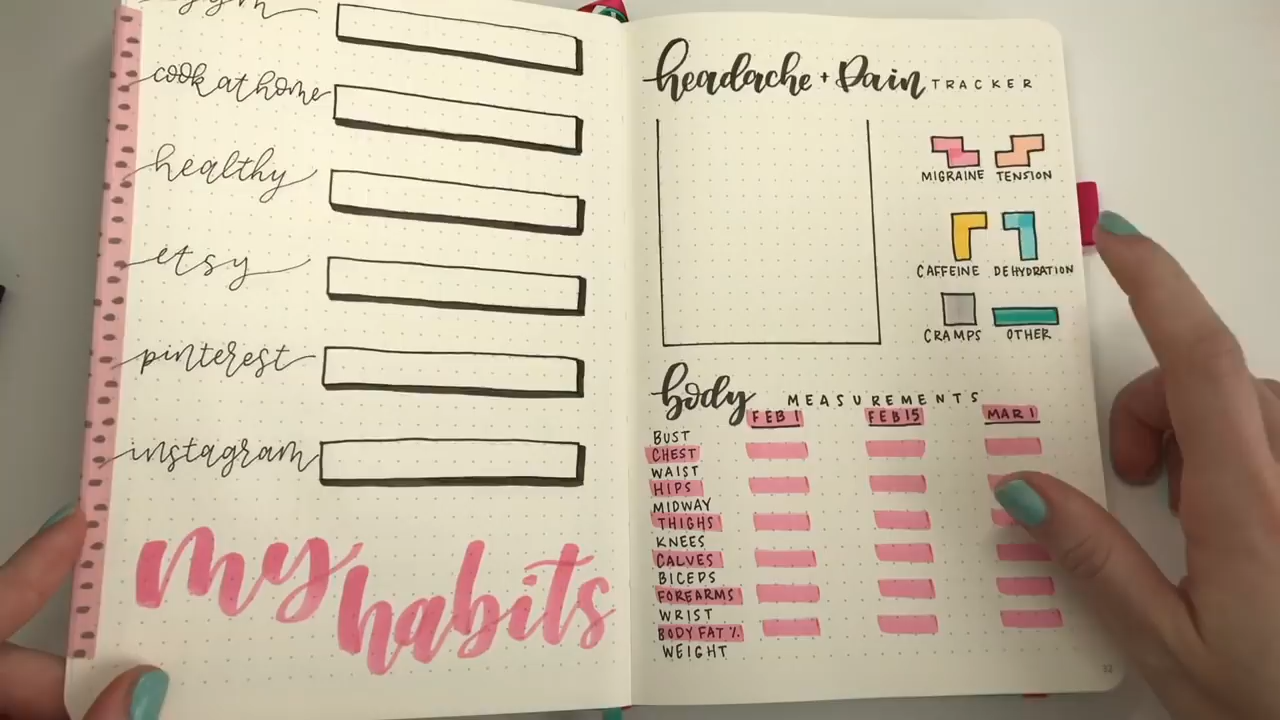 cook at home
healthy
etsy
pinterest
instagram
my habits
headache + Pain TRACKER
MIGRAINE TENSION
CAFFEINE DEHYDRATION
CRAMPS OTHER
body MEASUREMENTS
FEB 1 FEB 15 MAR 1
BUST
CHEST
WAIST
HIPS
MIDWAY
THIGHS
KNEES
CALVES
BICEPS
FOREARMS
WRIST
BODY FAT %
WEIGHT